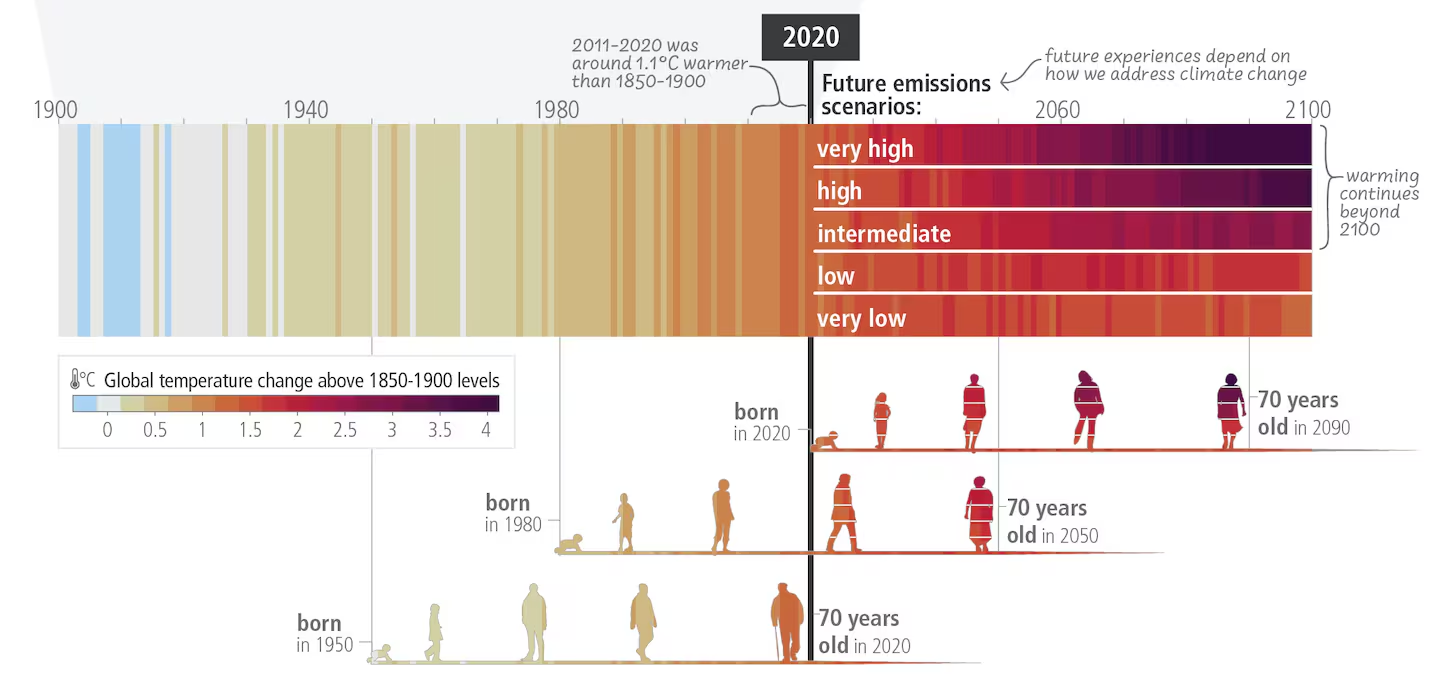 2020
2011–2020 was
around 1.1°C warmer
than 1850–1900
future experiences depend on
how we address climate change
Future emissions
scenarios:
1900 1940 1980 2060 2100
very high
high
intermediate
low
very low
warming
continues
beyond
2100
°C Global temperature change above 1850-1900 levels
0 0.5 1 1.5 2 2.5 3 3.5 4
born
in 2020
70 years
old in 2090
born
in 1980
70 years
old in 2050
born
in 1950
70 years
old in 2020